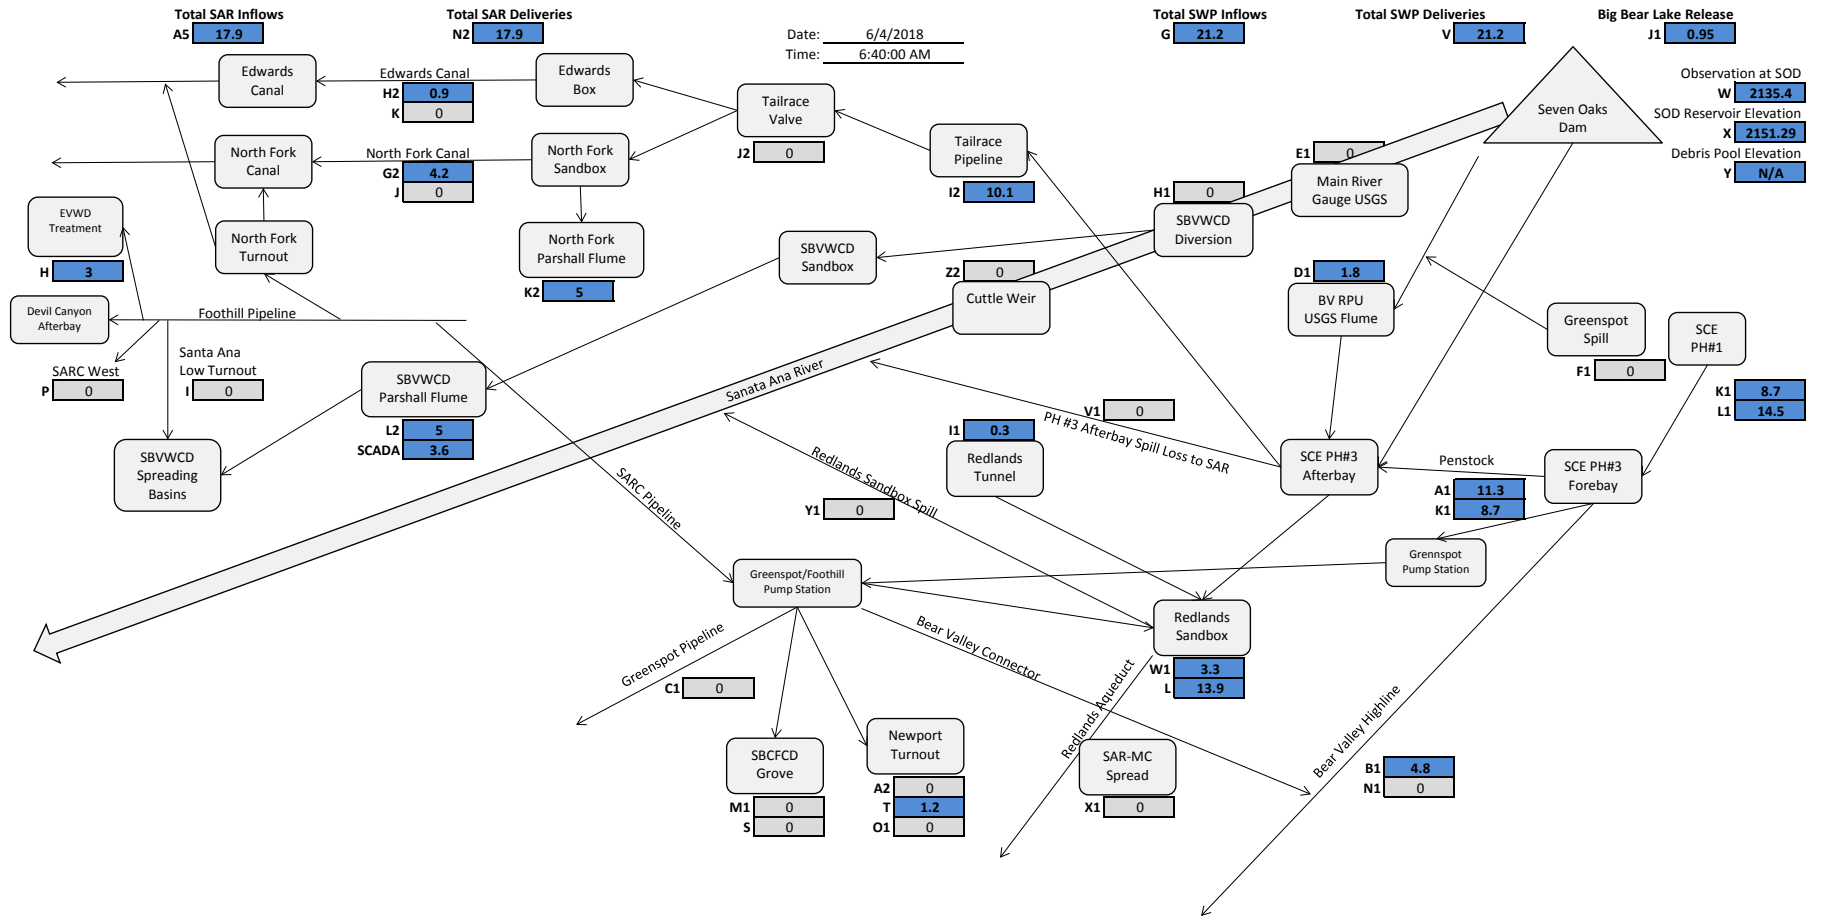 Total SAR Inflows
A5 17.9
Total SAR Deliveries
N2 17.9
Date: 6/4/2018
Time: 6:40:00 AM
Total SWP Inflows
G 21.2
Total SWP Deliveries
V 21.2
Big Bear Lake Release
J1 0.95
Observation at SOD
W 2135.4
SOD Reservoir Elevation
X 2151.29
Debris Pool Elevation
Y N/A
Seven Oaks
Dam
Edwards
Canal
Edwards Canal
H2 0.9
K 0
Edwards
Box
Tailrace
Valve
J2 0
Tailrace
Pipeline
I2 10.1
E1 0
Main River
Gauge USGS
H1 0
SBVWCD
Diversion
North Fork
Canal
North Fork Canal
G2 4.2
J 0
North Fork
Sandbox
EVWD
Treatment
H 3
North Fork
Turnout
North Fork
Parshall Flume
K2 5
SBVWCD
Sandbox
Z2 0
Cuttle Weir
D1 1.8
BV RPU
USGS Flume
Greenspot
Spill
F1 0
SCE
PH#1
K1 8.7
L1 14.5
Devil Canyon
Afterbay
Foothill Pipeline
SARC West
P 0
Santa Ana
Low Turnout
I 0
SBVWCD
Parshall Flume
L2 5
SCADA 3.6
Sanata Ana River
SBVWCD
Spreading
Basins
SARC Pipeline
V1 0
PH #3 Afterbay Spill Loss to SAR
I1 0.3
Redlands
Tunnel
Redlands Sandbox Spill
Y1 0
SCE PH#3
Afterbay
Penstock
A1 11.3
K1 8.7
SCE PH#3
Forebay
Grennspot
Pump Station
Greenspot/Foothill
Pump Station
Redlands
Sandbox
W1 3.3
L 13.9
Greenspot Pipeline
C1 0
Bear Valley Connector
Redlands Aqueduct
Bear Valley Highline
SBCFCD
Grove
M1 0
S 0
Newport
Turnout
A2 0
T 1.2
O1 0
SAR-MC
Spread
X1 0
B1 4.8
N1 0